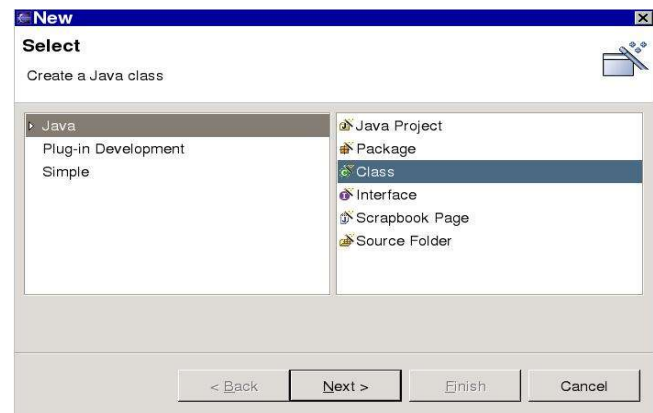 New
Select
Create a Java class
Java
Plug-in Development
Simple
Java Project
Package
Class
Interface
Scrapbook Page
Source Folder
< Back
Next >
Finish
Cancel